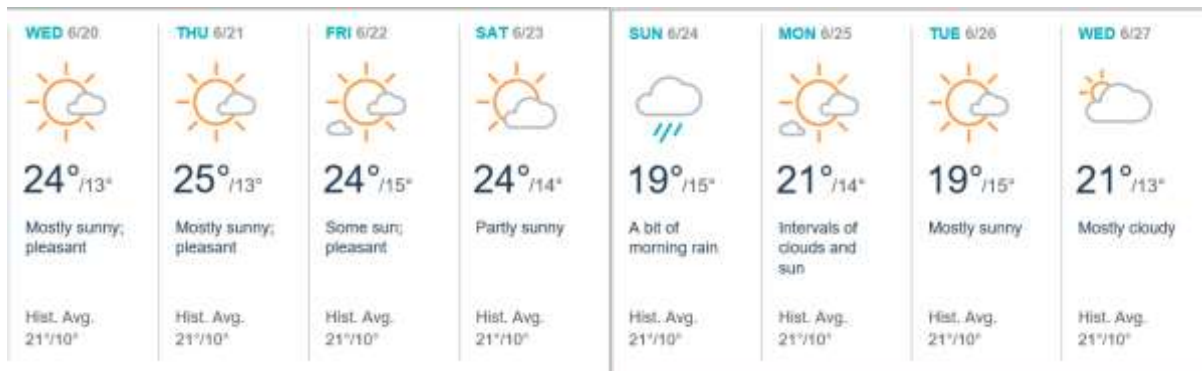 WED 6/20
24°/13°
Mostly sunny;
pleasant
Hist. Avg.
21°/10°
THU 6/21
25°/13°
Mostly sunny;
pleasant
Hist. Avg.
21°/10°
FRI 6/22
24°/15°
Some sun;
pleasant
Hist. Avg.
21°/10°
SAT 6/23
24°/14°
Partly sunny
Hist. Avg.
21°/10°
SUN 6/24
19°/15°
A bit of
morning rain
Hist. Avg.
21°/10°
MON 6/25
21°/14°
Intervals of
clouds and
sun
Hist. Avg.
21°/10°
TUE 6/26
19°/15°
Mostly sunny
Hist. Avg.
21°/10°
WED 6/27
21°/13°
Mostly cloudy
Hist. Avg.
21°/10°